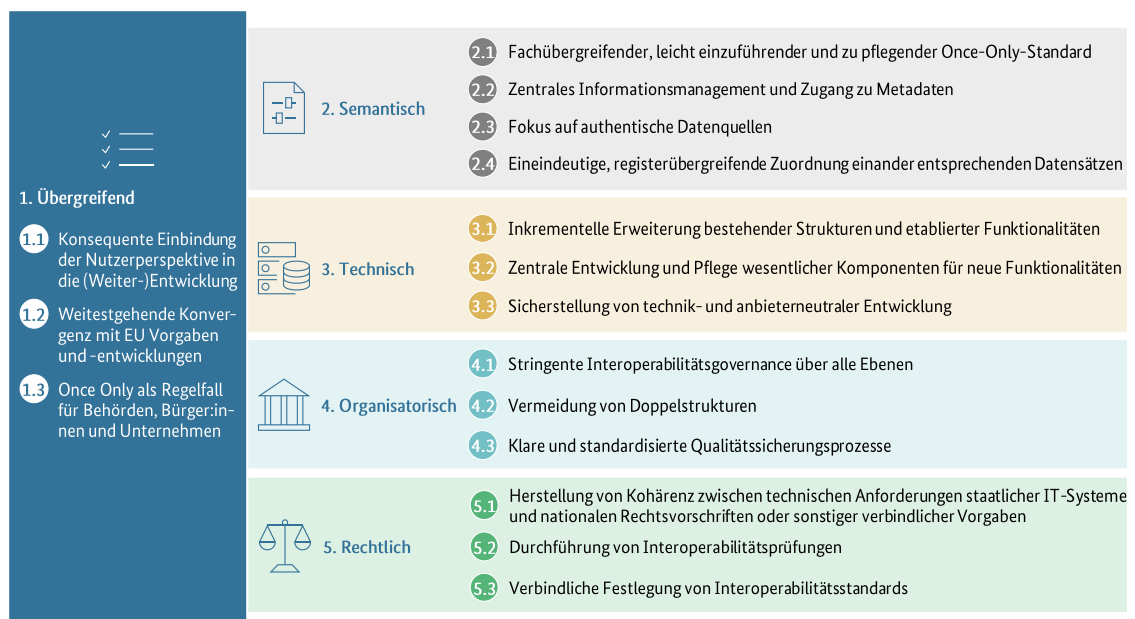 1. Übergreifend
1.1 Konsequente Einbindung
der Nutzerperspektive in
die (Weiter-)Entwicklung
1.2 Weitestgehende Konver-
genz mit EU Vorgaben
und -entwicklungen
1.3 Once Only als Regelfall
für Behörden, Bürger:in-
nen und Unternehmen
2. Semantisch
2.1 Fachübergreifender, leicht einzuführender und zu pflegender Once-Only-Standard
2.2 Zentrales Informationsmanagement und Zugang zu Metadaten
2.3 Fokus auf authentische Datenquellen
2.4 Eineindeutige, registerübergreifende Zuordnung einander entsprechenden Datensätzen
3. Technisch
3.1 Inkrementelle Erweiterung bestehender Strukturen und etablierter Funktionalitäten
3.2 Zentrale Entwicklung und Pflege wesentlicher Komponenten für neue Funktionalitäten
3.3 Sicherstellung von technik- und anbieterneutraler Entwicklung
4. Organisatorisch
4.1 Stringente Interoperabilitätsgovernance über alle Ebenen
4.2 Vermeidung von Doppelstrukturen
4.3 Klare und standardisierte Qualitätssicherungsprozesse
5. Rechtlich
5.1 Herstellung von Kohärenz zwischen technischen Anforderungen staatlicher IT-Systeme
und nationalen Rechtsvorschriften oder sonstiger verbindlicher Vorgaben
5.2 Durchführung von Interoperabilitätsprüfungen
5.3 Verbindliche Festlegung von Interoperabilitätsstandards